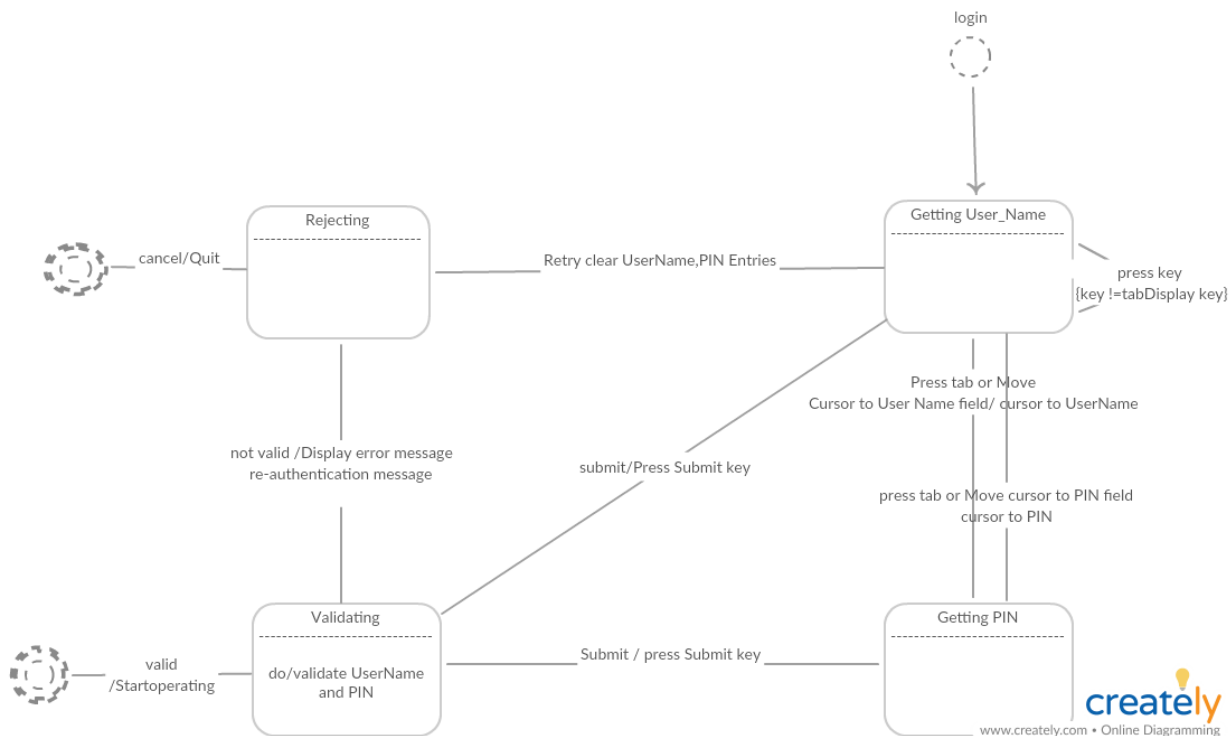 login
Rejecting
Getting User_Name
cancel/Quit
Retry clear UserName,PIN Entries
press key
{key !=tabDisplay key}
Press tab or Move
Cursor to User Name field/ cursor to UserName
not valid /Display error message
re-authentication message
submit/Press Submit key
press tab or Move cursor to PIN field
cursor to PIN
Validating
Getting PIN
valid
/Startoperating
do/validate UserName
and PIN
Submit / press Submit key
creately
www.creately.com • Online Diagramming